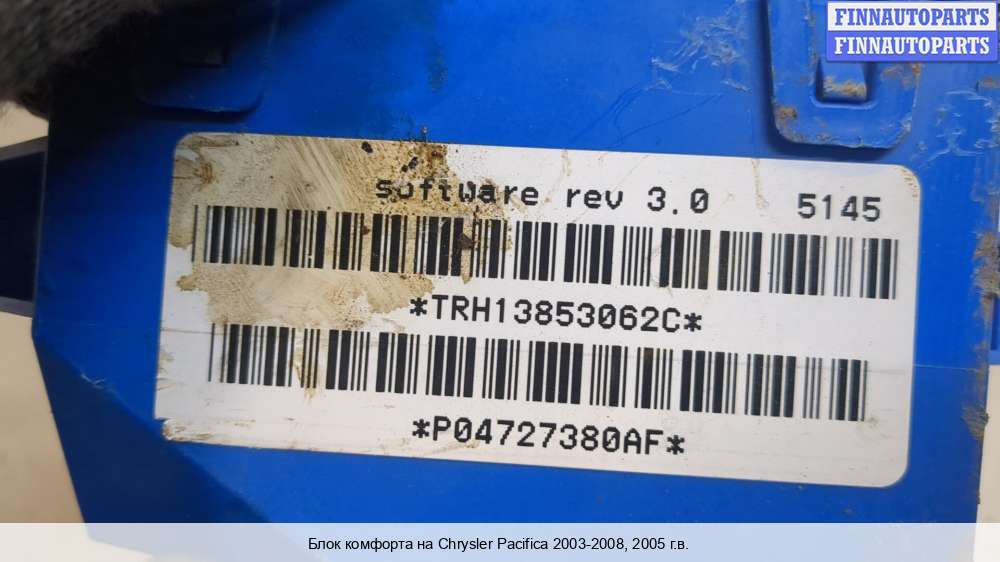 FINNAUTOPARTS
FINNAUTOPARTS
software rev 3.0 5145
*TRH13853062C*
*P04727380AF*
Блок комфорта на Chrysler Pacifica 2003-2008, 2005 г.в.